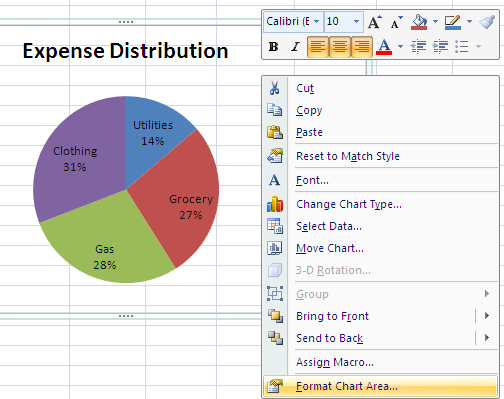 Expense Distribution
Utilities
14%
Grocery
27%
Gas
28%
Clothing
31%
Calibri (E
10
A A
B I A
Cut
Copy
Paste
Reset to Match Style
A Font...
Change Chart Type...
Select Data...
Move Chart...
3-D Rotation...
Group
Bring to Front
Send to Back
Assign Macro...
Format Chart Area...